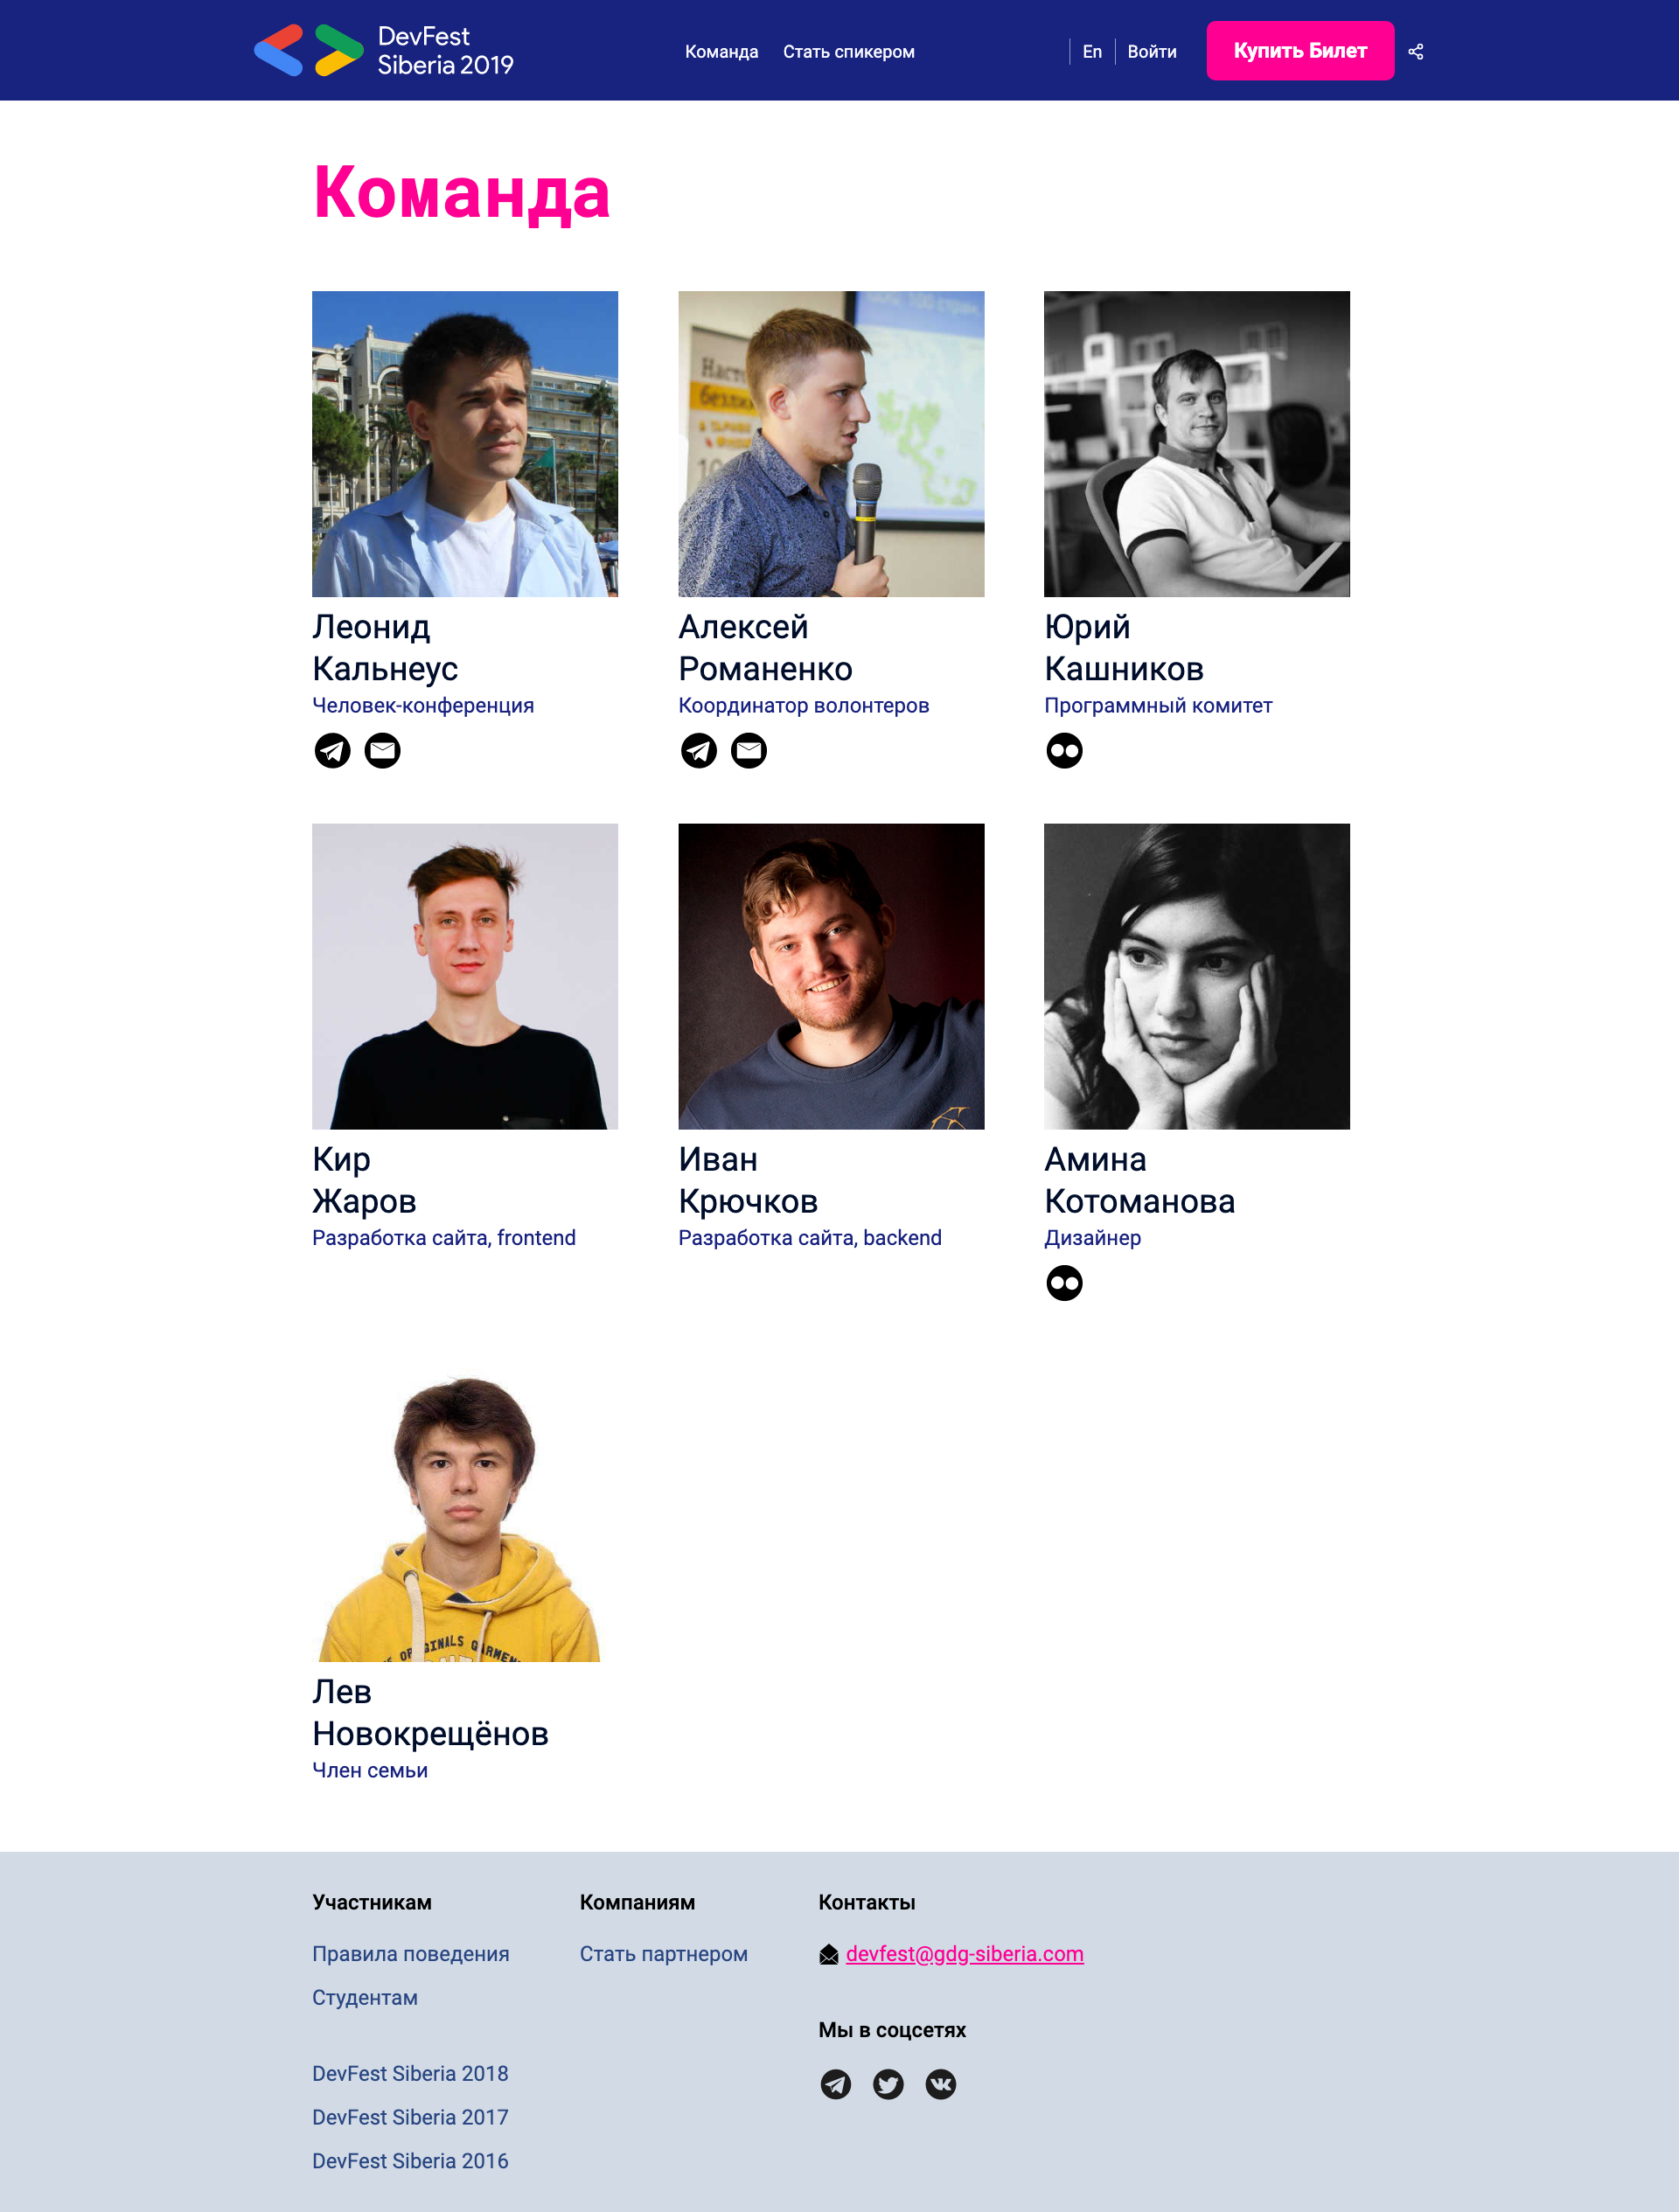 DevFest
Siberia 2019
Команда
Стать спикером
En
Войти
Купить Билет
Команда
Леонид
Кальнеус
Человек-конференция
Алексей
Романенко
Координатор волонтеров
Юрий
Кашников
Программный комитет
Кир
Жаров
Разработка сайта, frontend
Иван
Крючков
Разработка сайта, backend
Амина
Котоманова
Дизайнер
ORIGINALS
Лев
Новокрещёнов
Член семьи
Участникам
Правила поведения
Студентам
DevFest Siberia 2018
DevFest Siberia 2017
DevFest Siberia 2016
Компаниям
Стать партнером
Контакты
devfest@gdg-siberia.com
Мы в соцсетях